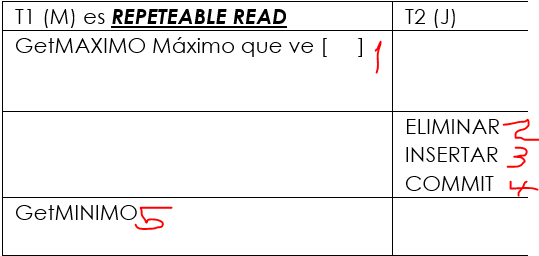 T1 (M) es REPETEABLE READ
T2 (J)
GetMAXIMO Máximo que ve [ ] 1
ELIMINAR 2
INSERTAR 3
COMMIT 4
GetMINIMO 5